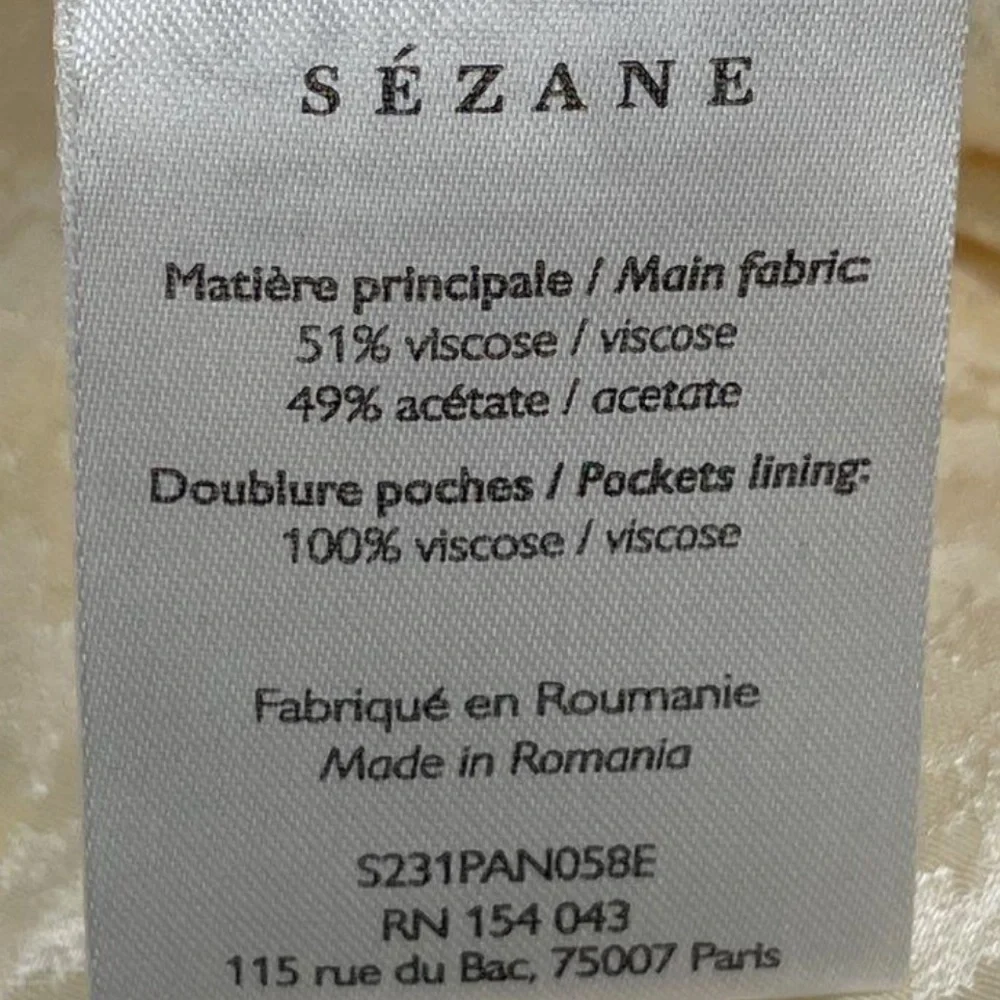 SÉZANE
Matière principale / Main fabric:
51% viscose / viscose
49% acétate / acetate
Doublure poches / Pockets lining:
100% viscose / viscose
Fabriqué en Roumanie
Made in Romania
S231PAN058E
RN 154 043
115 rue du Bac, 75007 Paris